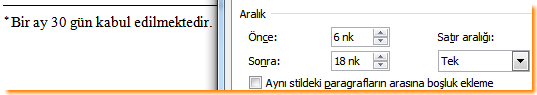 * Bir ay 30 gün kabul edilmektedir.
Aralık
Önce: 6 nk Satır aralığı:
Sonra: 18 nk Tek
Aynı stildeki paragrafların arasına boşluk ekleme